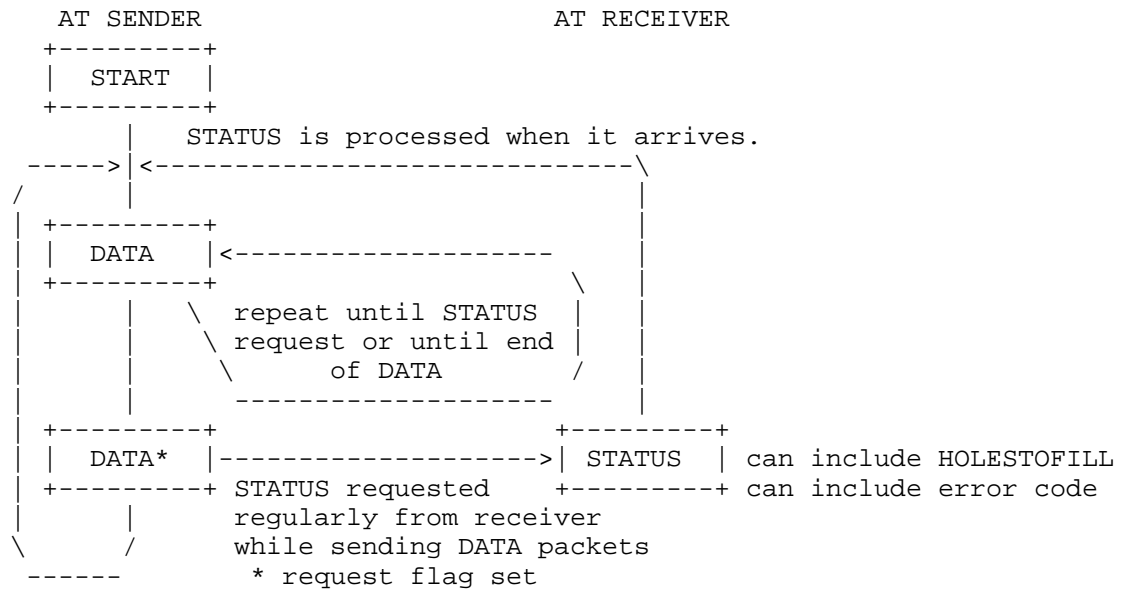 AT SENDER AT RECEIVER
START
STATUS is processed when it arrives.
DATA
repeat until STATUS
request or until end
of DATA
DATA* STATUS can include HOLESTOFILL
STATUS requested can include error code
regularly from receiver
while sending DATA packets
* request flag set